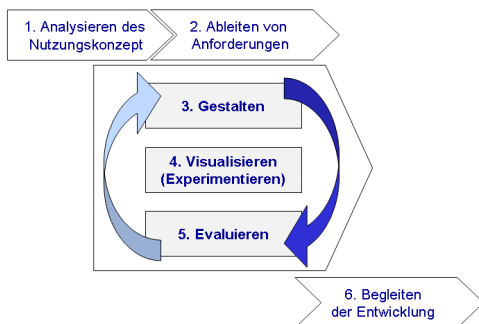 1. Analysieren des
Nutzungskonzept
2. Ableiten von
Anforderungen
3. Gestalten
4. Visualisieren
(Experimentieren)
5. Evaluieren
6. Begleiten
der Entwicklung